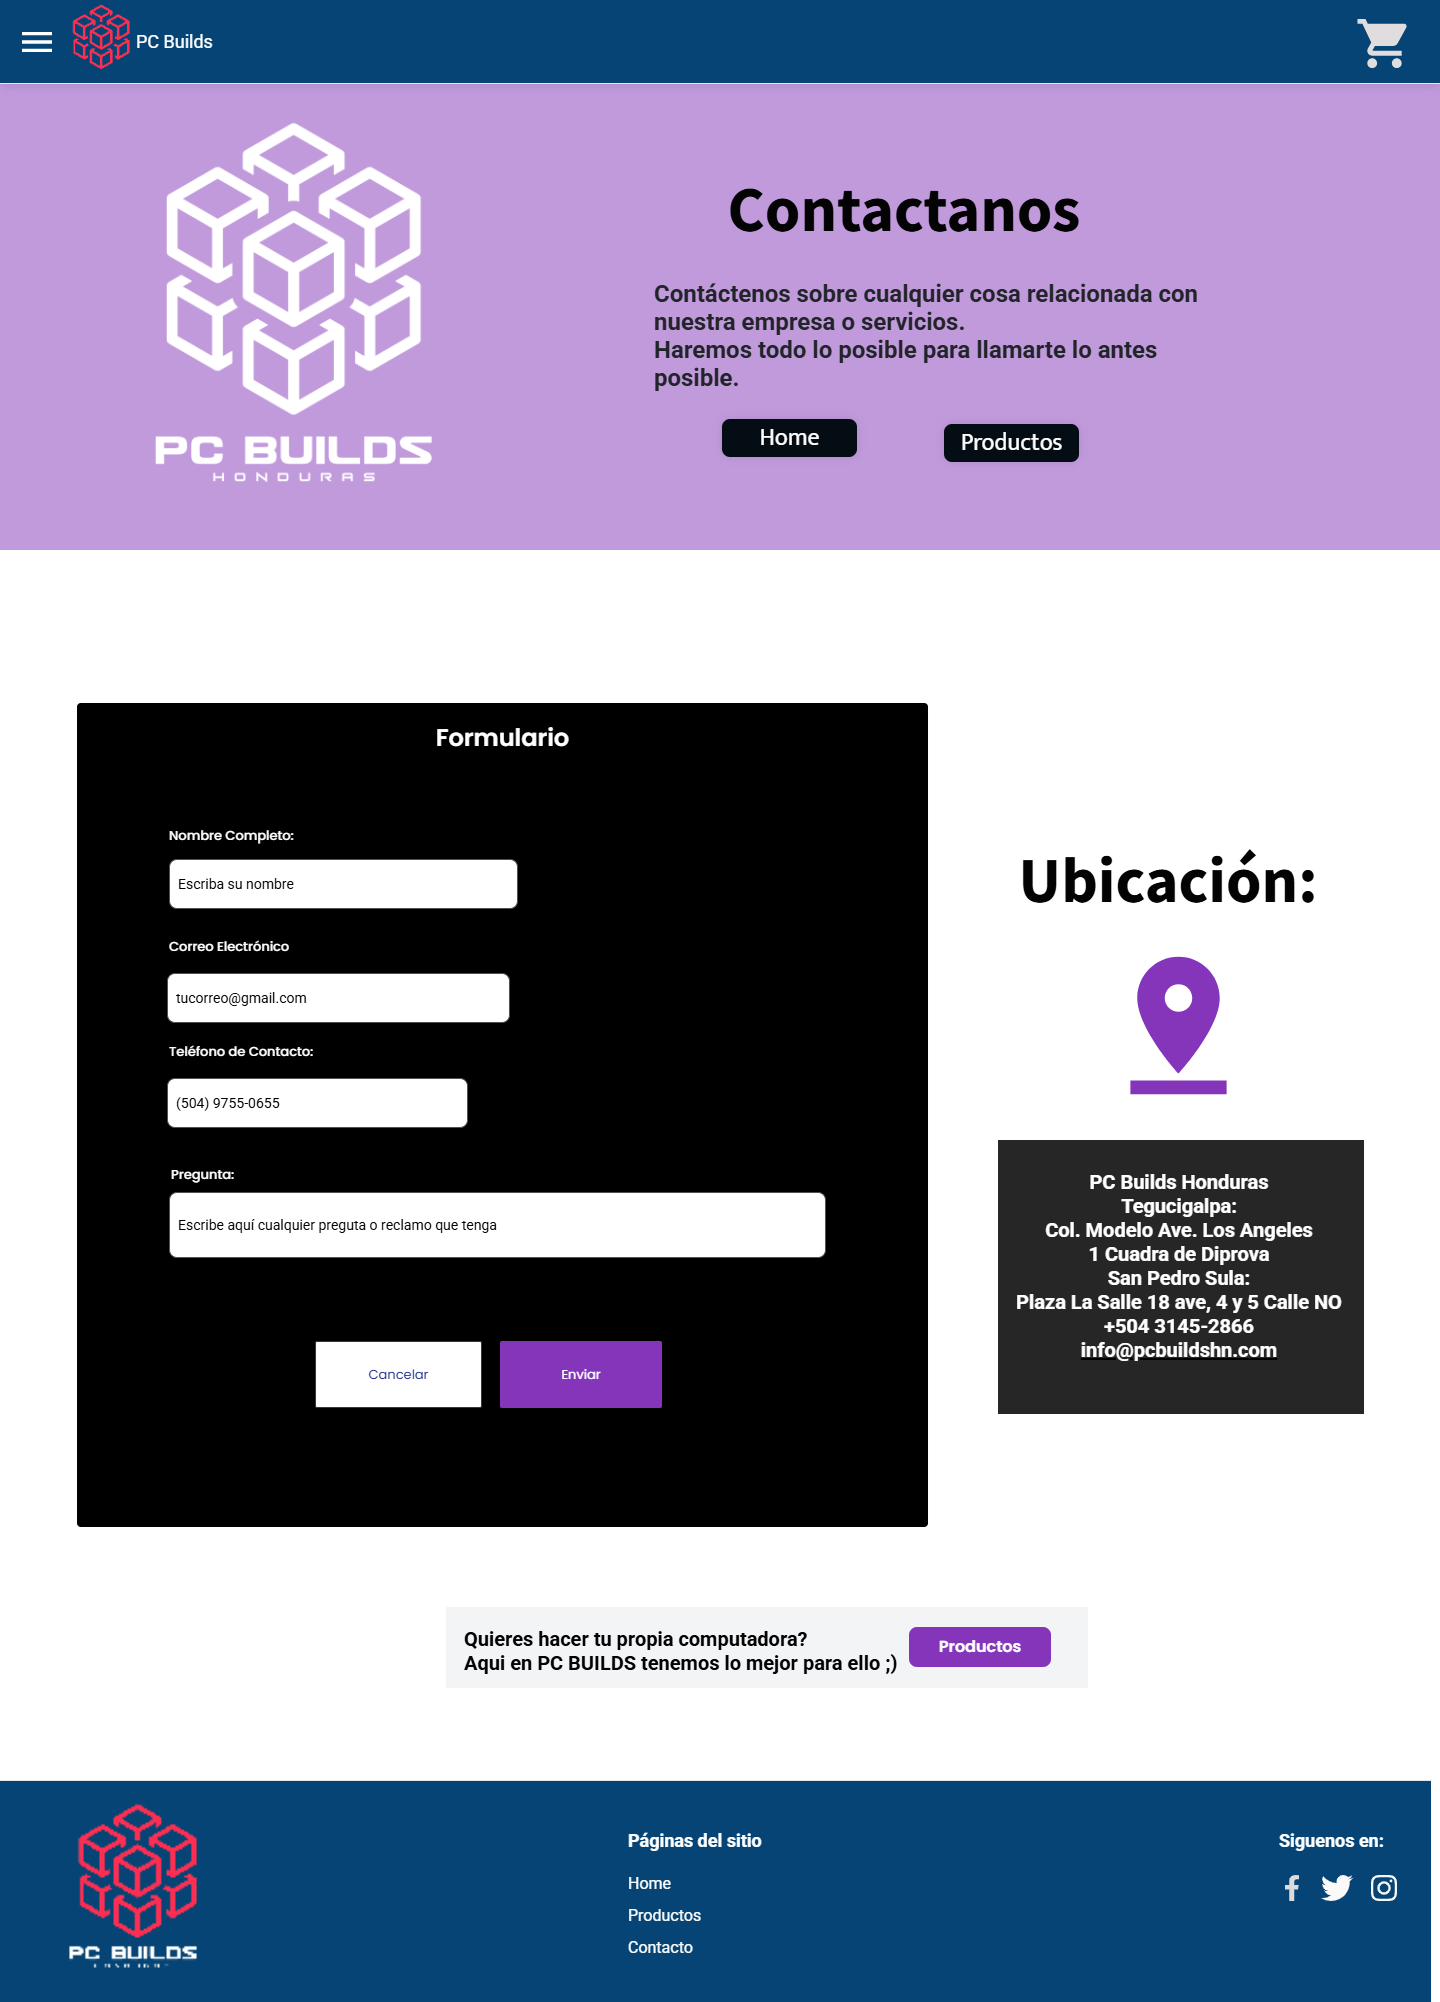 PC Builds
PC BUILDS
HONDURAS
Contactanos
Contáctenos sobre cualquier cosa relacionada con
nuestra empresa o servicios.
Haremos todo lo posible para llamarte lo antes
posible.
Home
Productos
Formulario
Nombre Completo:
Escriba su nombre
Correo Electrónico
tucorreo@gmail.com
Teléfono de Contacto:
(504) 9755-0655
Pregunta:
Escribe aquí cualquier preguta o reclamo que tenga
Cancelar
Enviar
Ubicación:
PC Builds Honduras
Tegucigalpa:
Col. Modelo Ave. Los Angeles
1 Cuadra de Diprova
San Pedro Sula:
Plaza La Salle 18 ave, 4 y 5 Calle NO
+504 3145-2866
info@pcbuildshn.com
Quieres hacer tu propia computadora?
Aqui en PC BUILDS tenemos lo mejor para ello ;)
Productos
PC BUILDS
Páginas del sitio
Home
Productos
Contacto
Siguenos en: